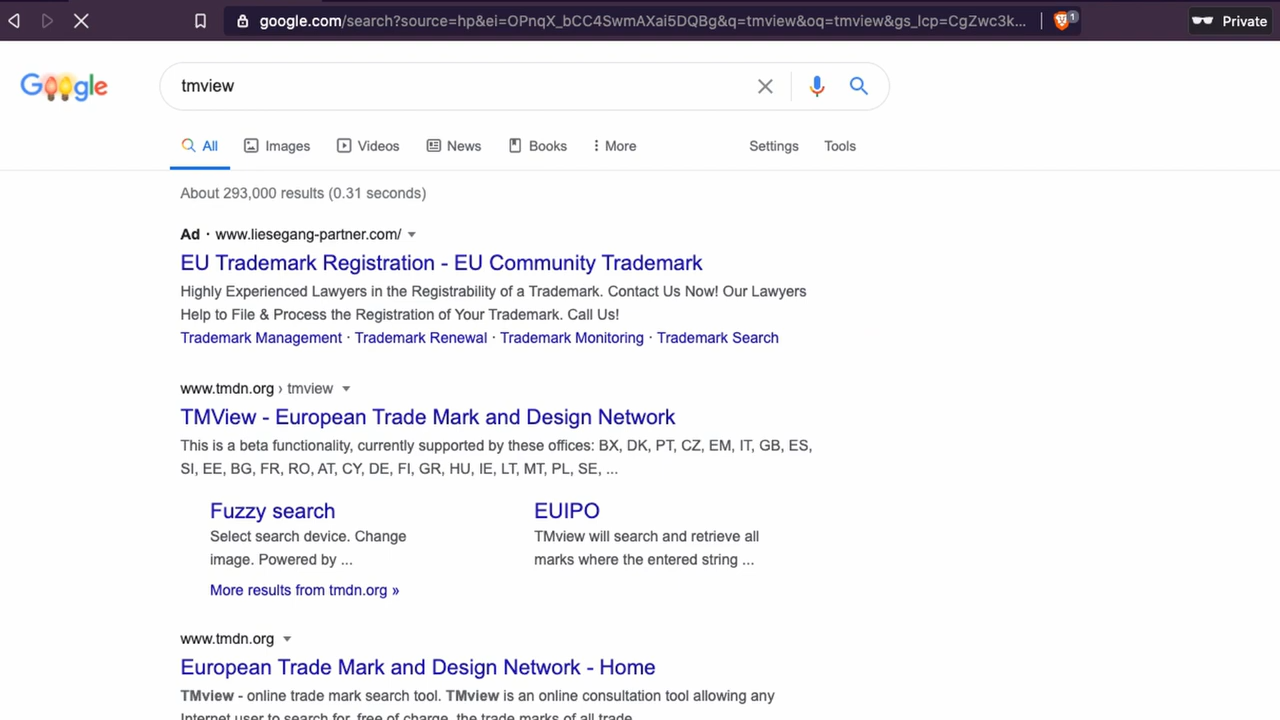 google.com/search?source=hp&ei=OPnqX_bCC4SwmAXai5DQBg&q=tmview&oq=tmview&gs_lcp=CgZwc3k...
1
Private
Google
tmview
All
Images
Videos
News
Books
More
Settings
Tools
About 293,000 results (0.31 seconds)
Ad · www.liesegang-partner.com/
EU Trademark Registration - EU Community Trademark
Highly Experienced Lawyers in the Registrability of a Trademark. Contact Us Now! Our Lawyers
Help to File & Process the Registration of Your Trademark. Call Us!
Trademark Management · Trademark Renewal · Trademark Monitoring · Trademark Search
www.tmdn.org › tmview
TMView - European Trade Mark and Design Network
This is a beta functionality, currently supported by these offices: BX, DK, PT, CZ, EM, IT, GB, ES,
SI, EE, BG, FR, RO, AT, CY, DE, FI, GR, HU, IE, LT, MT, PL, SE, ...
Fuzzy search
Select search device. Change
image. Powered by ...
EUIPO
TMview will search and retrieve all
marks where the entered string ...
More results from tmdn.org »
www.tmdn.org
European Trade Mark and Design Network - Home
TMview - online trade mark search tool. TMview is an online consultation tool allowing any
Internet user to search for, free of charge, the trade marks of all trade